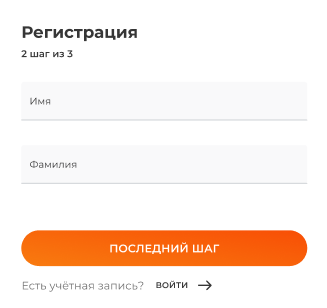 Регистрация
2 шаг из 3
Имя
Фамилия
ПОСЛЕДНИЙ ШАГ
Есть учётная запись? ВОЙТИ